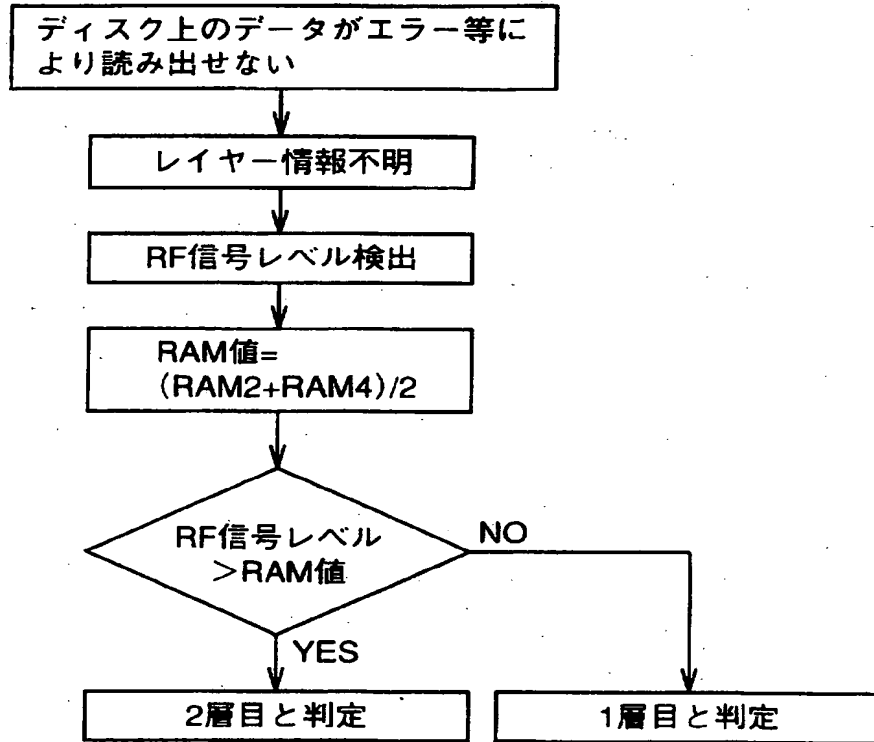 ディスク上のデータがエラー等に
より読み出せない
レイヤー情報不明
RF信号レベル検出
RAM値=
(RAM2+RAM4)/2
RF信号レベル
>RAM値
NO
YES
2層目と判定
1層目と判定